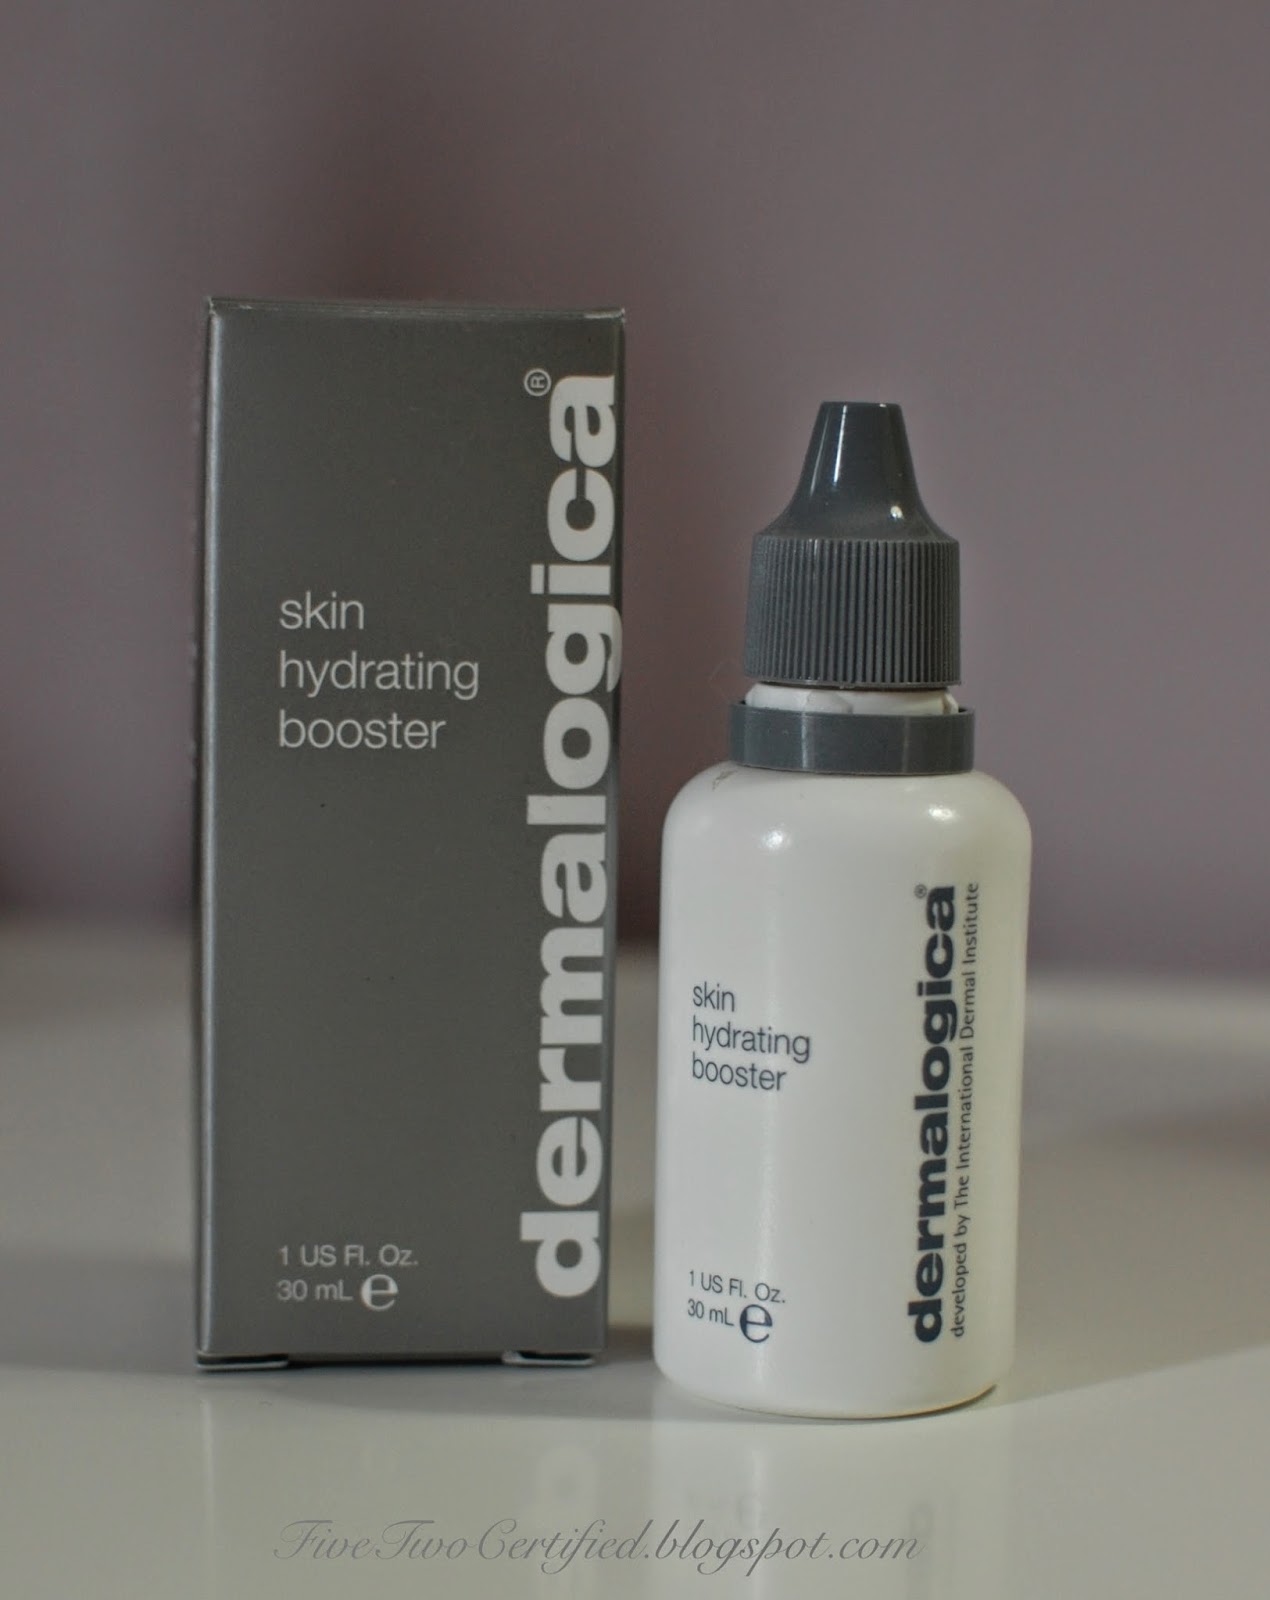 skin
hydrating
booster
dermalogica®
1 US Fl. Oz.
30 mL e
skin
hydrating
booster
dermalogica®
developed by The International Dermal Institute
1 US Fl. Oz.
30 mL e
FiveTwoCertified.blogspot.com